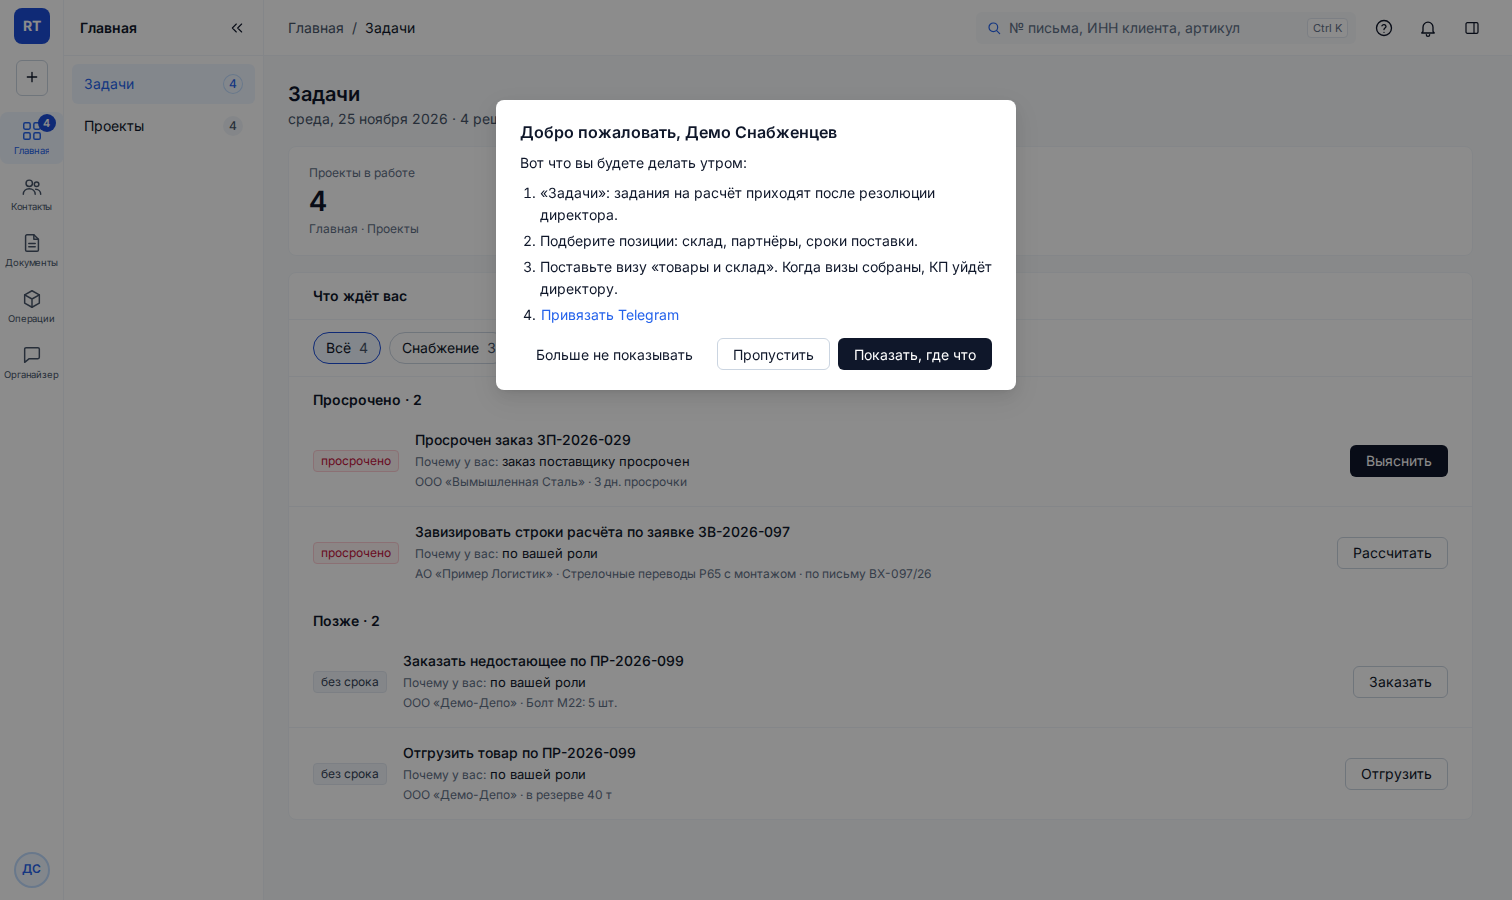 RT
Главная
Главная / Задачи
№ письма, ИНН клиента, артикул
Ctrl K
Задачи
4
Проекты
4
4
Главная
Контакты
Документы
Операции
Органайзер
ДС
Задачи
среда, 25 ноября 2026 · 4
Проекты в работе
4
Главная · Проекты
Что ждёт вас
Всё 4
Снабжение 3
Добро пожаловать, Демо Снабженцев
Вот что вы будете делать утром:
1. «Задачи»: задания на расчёт приходят после резолюции
директора.
2. Подберите позиции: склад, партнёры, сроки поставки.
3. Поставьте визу «товары и склад». Когда визы собраны, КП уйдёт
директору.
4. Привязать Telegram
Больше не показывать
Пропустить
Показать, где что
Просрочено · 2
просрочено
Просрочен заказ ЗП-2026-029
Почему у вас: заказ поставщику просрочен
ООО «Вымышленная Сталь» · 3 дн. просрочки
Выяснить
просрочено
Завизировать строки расчёта по заявке ЗВ-2026-097
Почему у вас: по вашей роли
АО «Пример Логистик» · Стрелочные переводы Р65 с монтажом · по письму ВХ-097/26
Рассчитать
Позже · 2
без срока
Заказать недостающее по ПР-2026-099
Почему у вас: по вашей роли
ООО «Демо-Депо» · Болт М22: 5 шт.
Заказать
без срока
Отгрузить товар по ПР-2026-099
Почему у вас: по вашей роли
ООО «Демо-Депо» · в резерве 40 т
Отгрузить